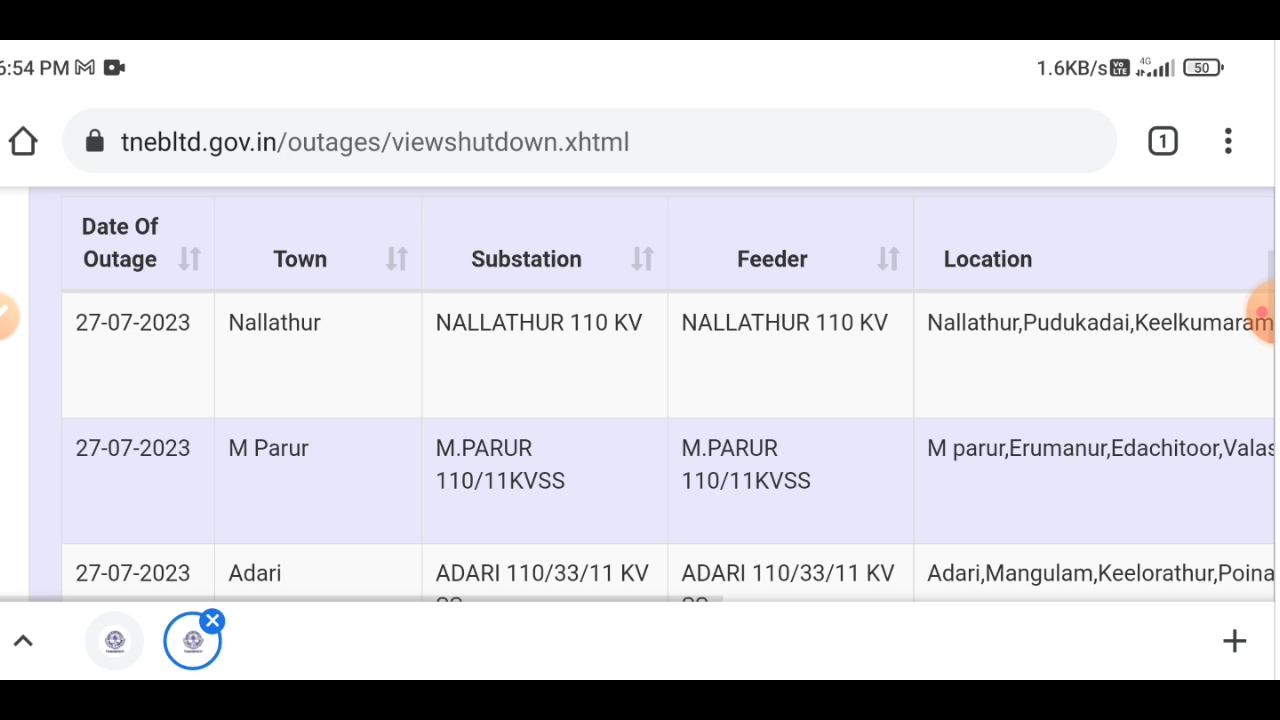 6:54 PM
1.6KB/s Vo LTE 4G 50
tnebltd.gov.in/outages/viewshutdown.xhtml
1
Date Of Outage
Town
Substation
Feeder
Location
27-07-2023 Nallathur NALLATHUR 110 KV NALLATHUR 110 KV Nallathur,Pudukadai,Keelkumaram
27-07-2023 M Parur M.PARUR M.PARUR M parur,Erumanur,Edachitoor,Valas
110/11KVSS 110/11KVSS
27-07-2023 Adari ADARI 110/33/11 KV ADARI 110/33/11 KV Adari,Mangulam,Keelorathur,Poina